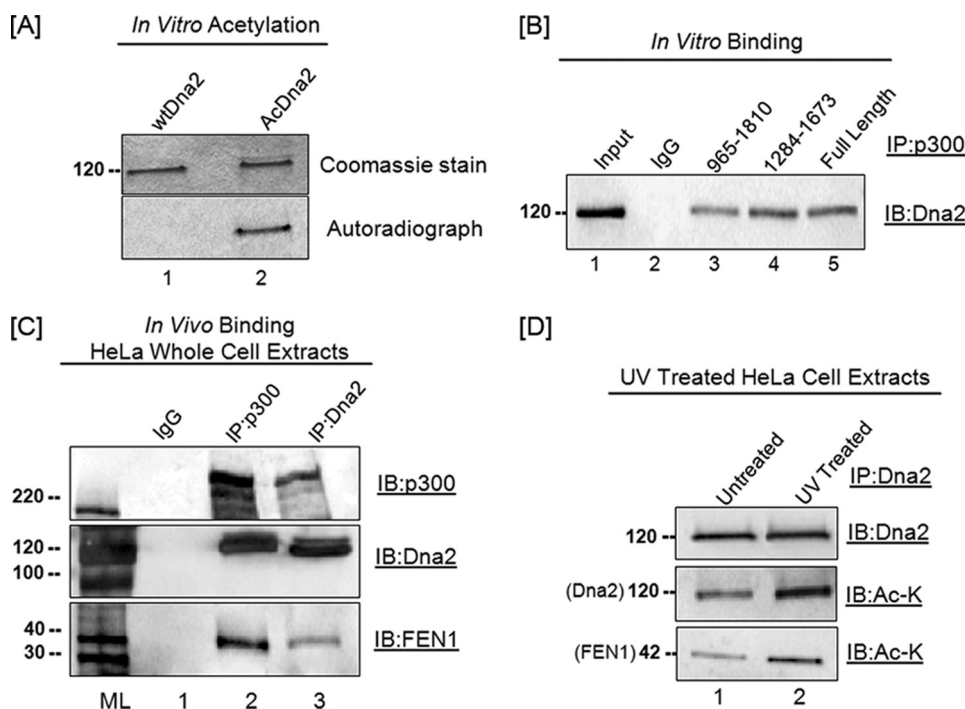 [A]
In Vitro Acetylation
wtDna2
AcDna2
120 --
Coomassie stain
Autoradiograph
1 2
[B]
In Vitro Binding
Input
IgG
965-1810
1284-1673
Full Length
IP:p300
120 --
IB:Dna2
1 2 3 4 5
[C]
In Vivo Binding
HeLa Whole Cell Extracts
IgG
IP:p300
IP:Dna2
220 --
IB:p300
120 --
100 --
IB:Dna2
40 --
30 --
IB:FEN1
ML 1 2 3
[D]
UV Treated HeLa Cell Extracts
Untreated
UV Treated
IP:Dna2
120 --
IB:Dna2
(Dna2) 120 --
IB:Ac-K
(FEN1) 42 --
IB:Ac-K
1 2